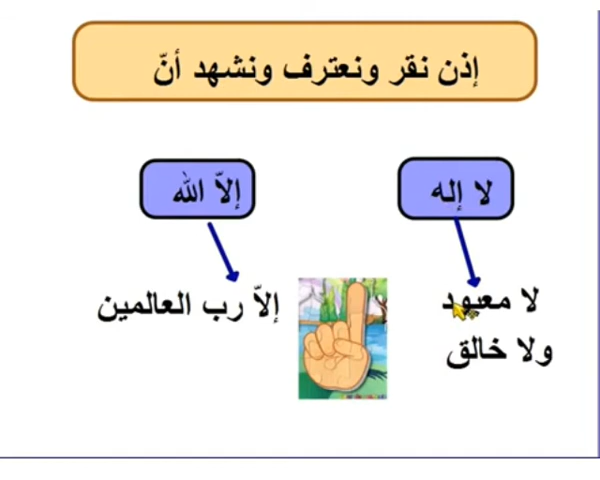 إذن نقر ونعترف ونشهد أنّ
لا إله
إلاّ الله
لا معبود
ولا خالق
إلاّ رب العالمين